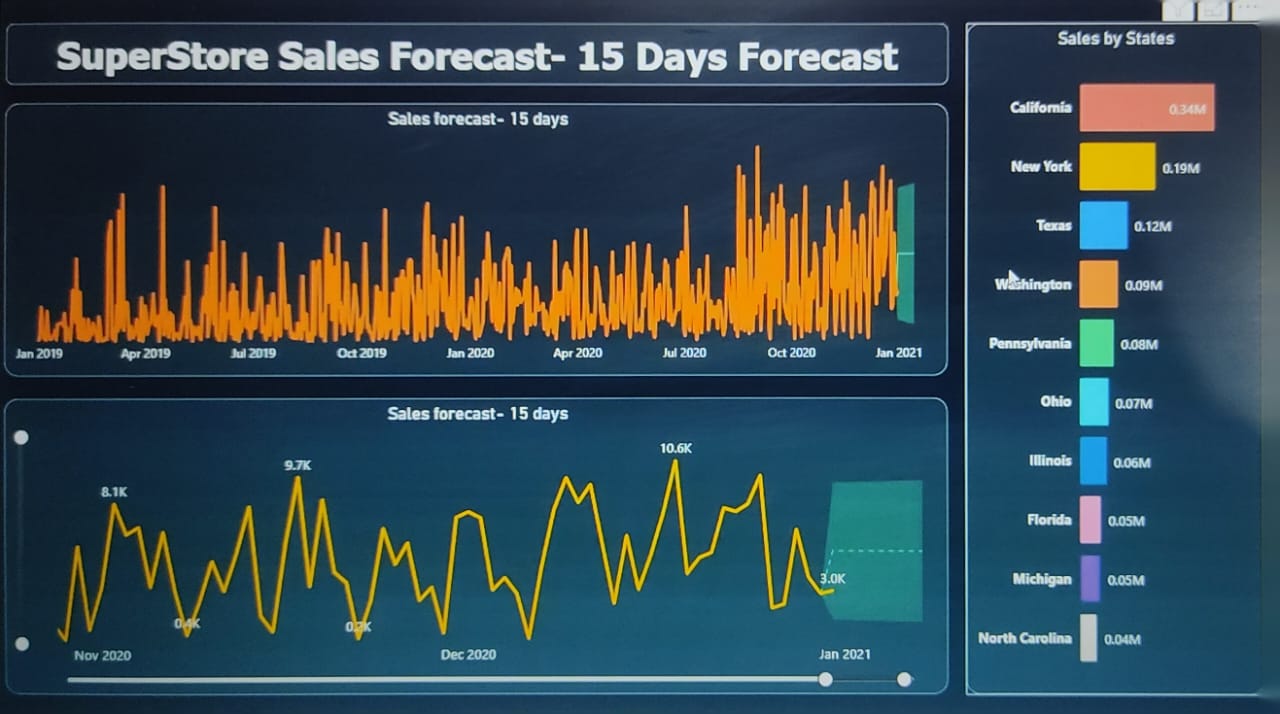 SuperStore Sales Forecast- 15 Days Forecast
Sales forecast- 15 days
Jan 2019 Apr 2019 Jul 2019 Oct 2019 Jan 2020 Apr 2020 Jul 2020 Oct 2020 Jan 2021
Sales forecast- 15 days
8.1K
9.7K
10.6K
0.4K
3.0K
Nov 2020 Dec 2020 Jan 2021
Sales by States
California 0.34M
New York 0.19M
Texas 0.12M
Washington 0.09M
Pennsylvania 0.08M
Ohio 0.07M
Illinois 0.06M
Florida 0.05M
Michigan 0.05M
North Carolina 0.04M